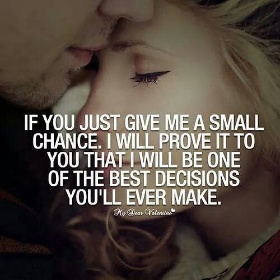 IF YOU JUST GIVE ME A SMALL
CHANCE. I WILL PROVE IT TO
YOU THAT I WILL BE ONE
OF THE BEST DECISIONS
YOU'LL EVER MAKE.
My Dear Valentine